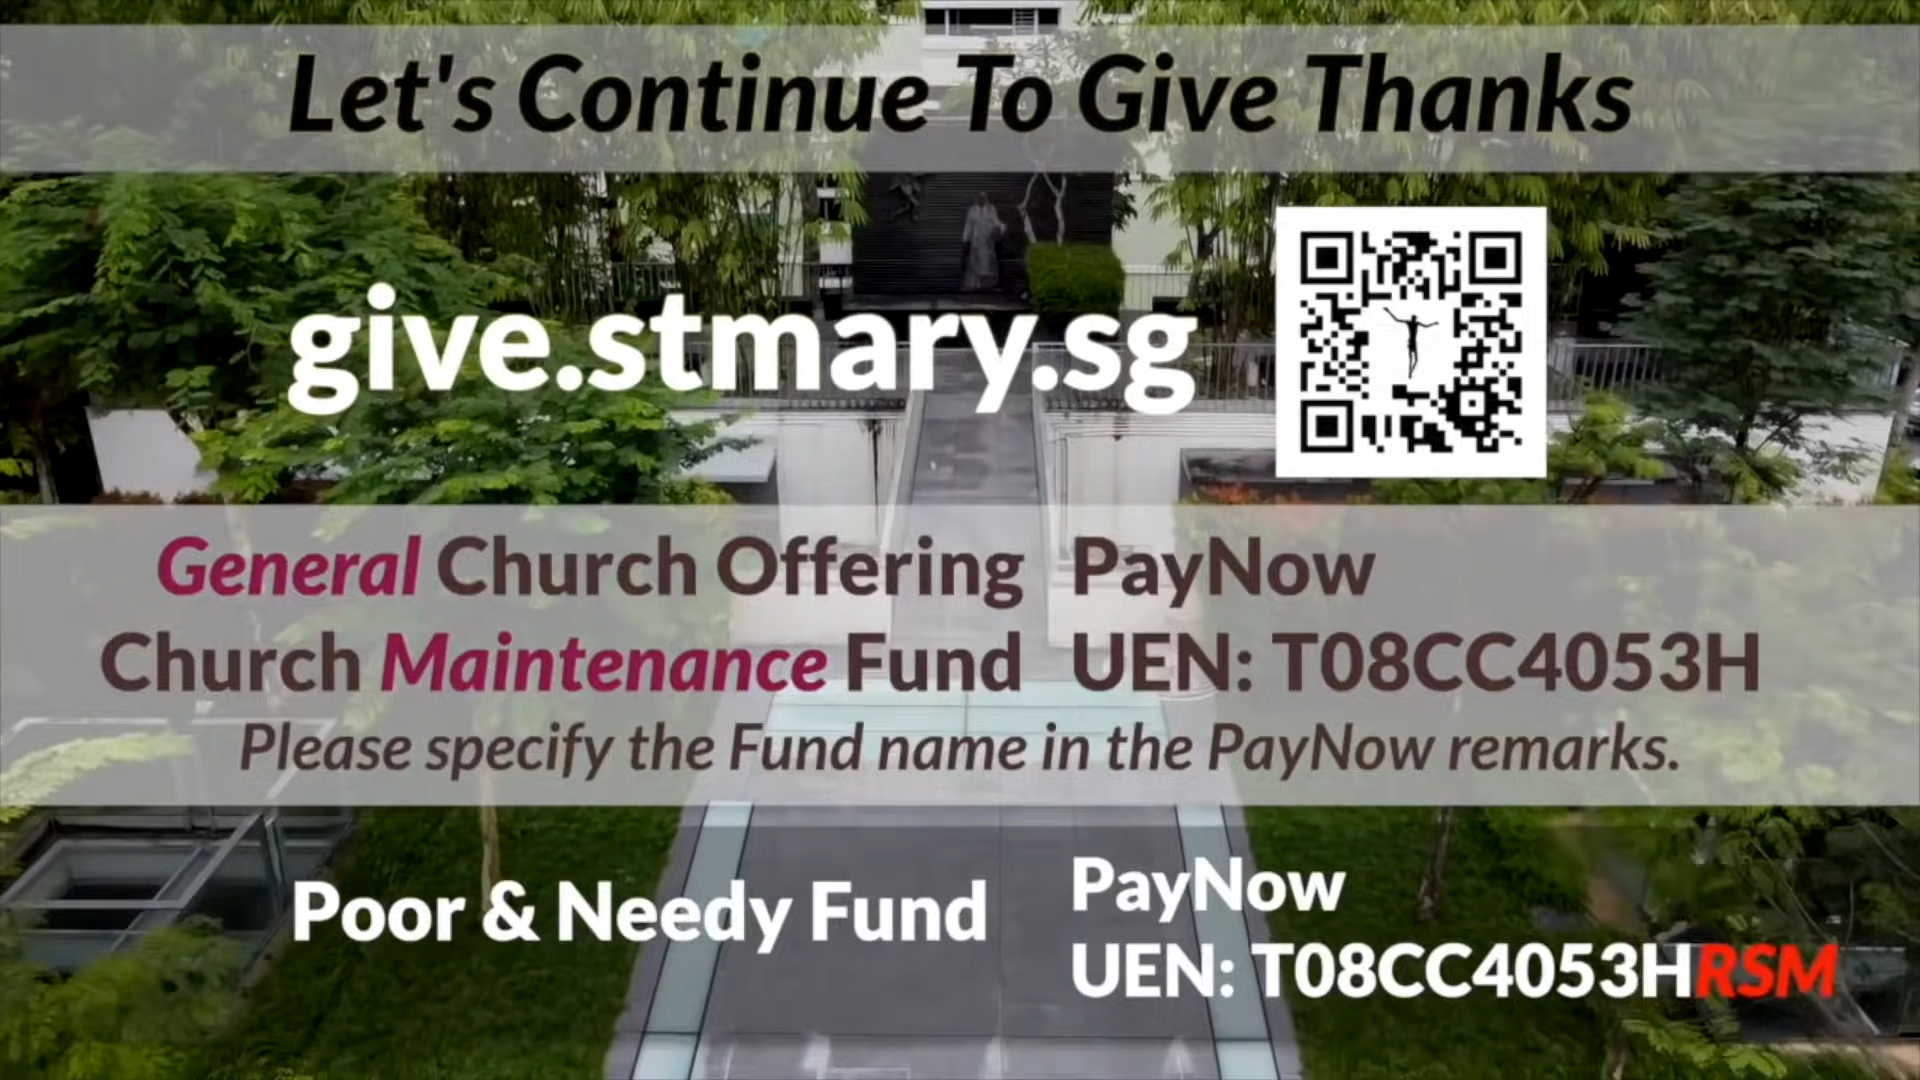 Let's Continue To Give Thanks
give.stmary.sg
General Church Offering PayNow
Church Maintenance Fund UEN: T08CC4053H
Please specify the Fund name in the PayNow remarks.
Poor & Needy Fund
PayNow
UEN: T08CC4053HRSM